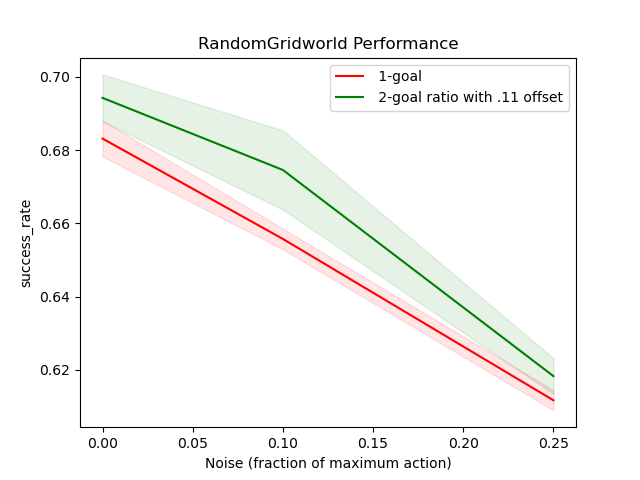 RandomGridworld Performance
1-goal
2-goal ratio with .11 offset
0.70
0.68
0.66
0.64
0.62
success_rate
0.00 0.05 0.10 0.15 0.20 0.25
Noise (fraction of maximum action)